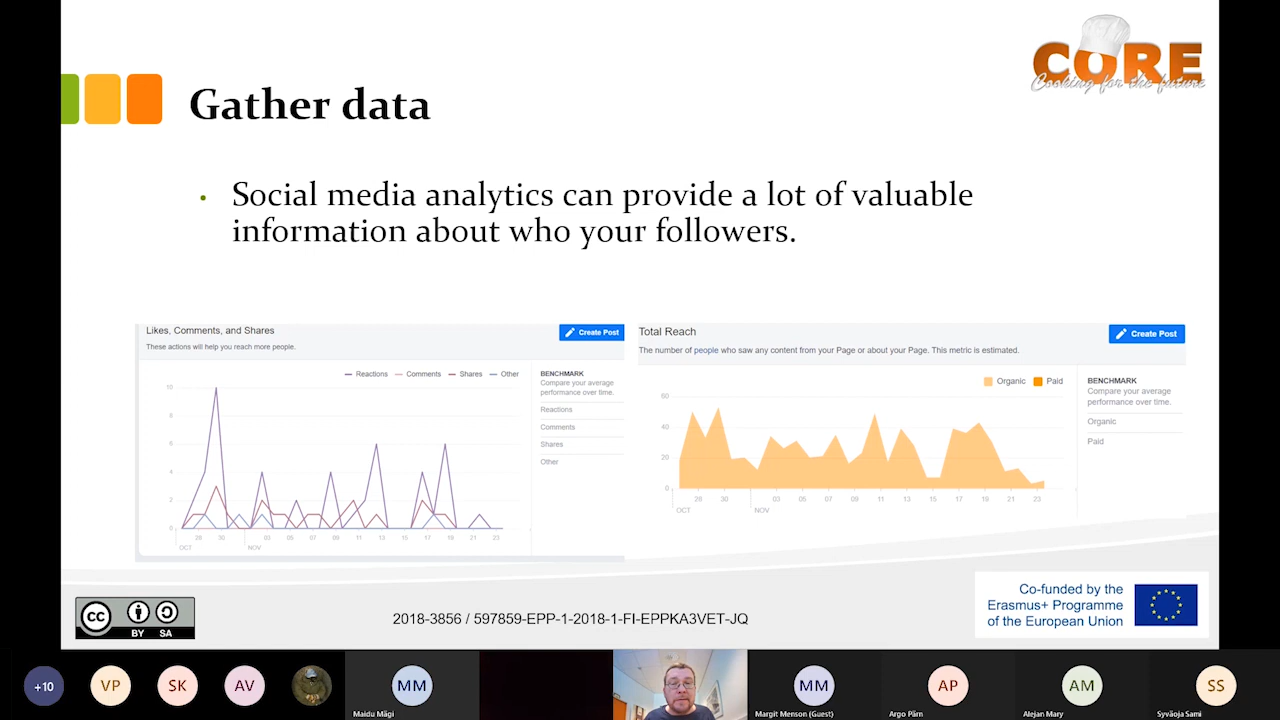 CORE
Cooking for the future
Gather data
• Social media analytics can provide a lot of valuable
information about who your followers.
Likes, Comments, and Shares
Create Post
These actions will help you reach more people.
Reactions Comments Shares Other
BENCHMARK
Compare your average
performance over time.
Reactions
Comments
Shares
Other
10
8
6
4
2
0
28 30 03 05 07 09 11 13 15 17 19 21 23
OCT NOV
Total Reach
Create Post
The number of people who saw any content from your Page or about your Page. This metric is estimated.
Organic Paid
BENCHMARK
Compare your average
performance over time.
Organic
Paid
60
40
20
0
28 30 03 05 07 09 11 13 15 17 19 21 23
OCT NOV
cc BY SA
2018-3856 / 597859-EPP-1-2018-1-FI-EPPKA3VET-JQ
Co-funded by the
Erasmus+ Programme
of the European Union
+10 VP SK AV MM MM AP AM SS
Maidu Mägi Margit Menson (Guest) Argo Pärn Alejan Mary Syväoja Sami